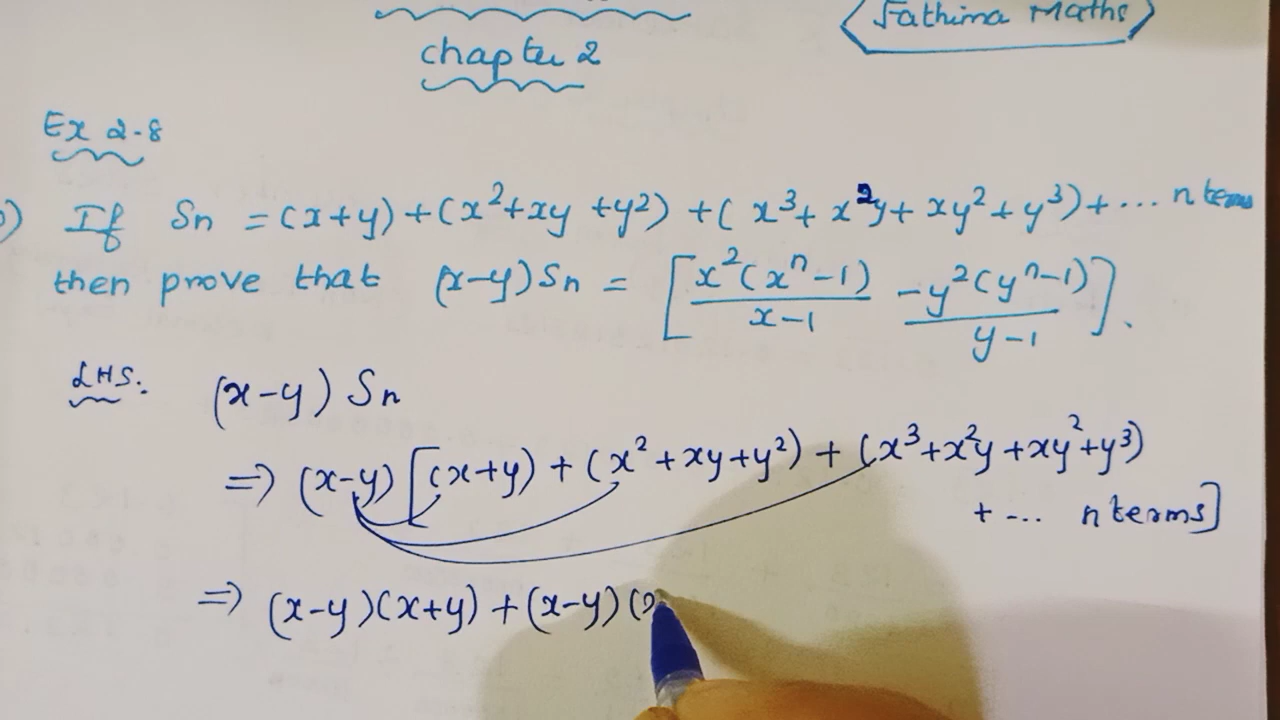 Fathima Maths
chapter 2
Ex 2.8
) If Sn = (x+y) + (x²+xy+y²) + (x³+x²y+xy²+y³)+... n terms
then prove that (x-y)Sn = [x²(xⁿ-1)/x-1 -y²(yⁿ-1)/y-1].
LHS. (x-y) Sn
=> (x-y)[(x+y) + (x²+xy+y²) + (x³+x²y+xy²+y³)
+ ... n terms]
=> (x-y)(x+y) + (x-y)(